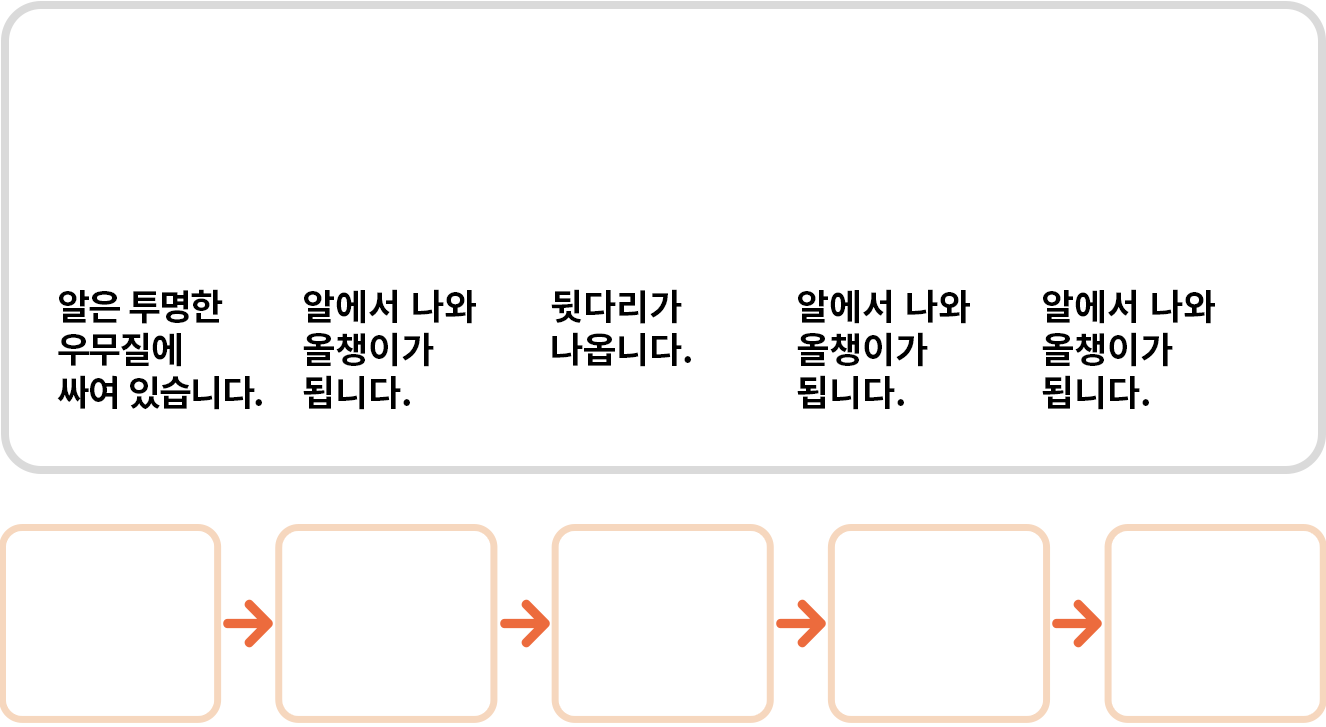 알은 투명한
우무질에
싸여 있습니다.
알에서 나와
올챙이가
됩니다.
뒷다리가
나옵니다.
알에서 나와
올챙이가
됩니다.
알에서 나와
올챙이가
됩니다.